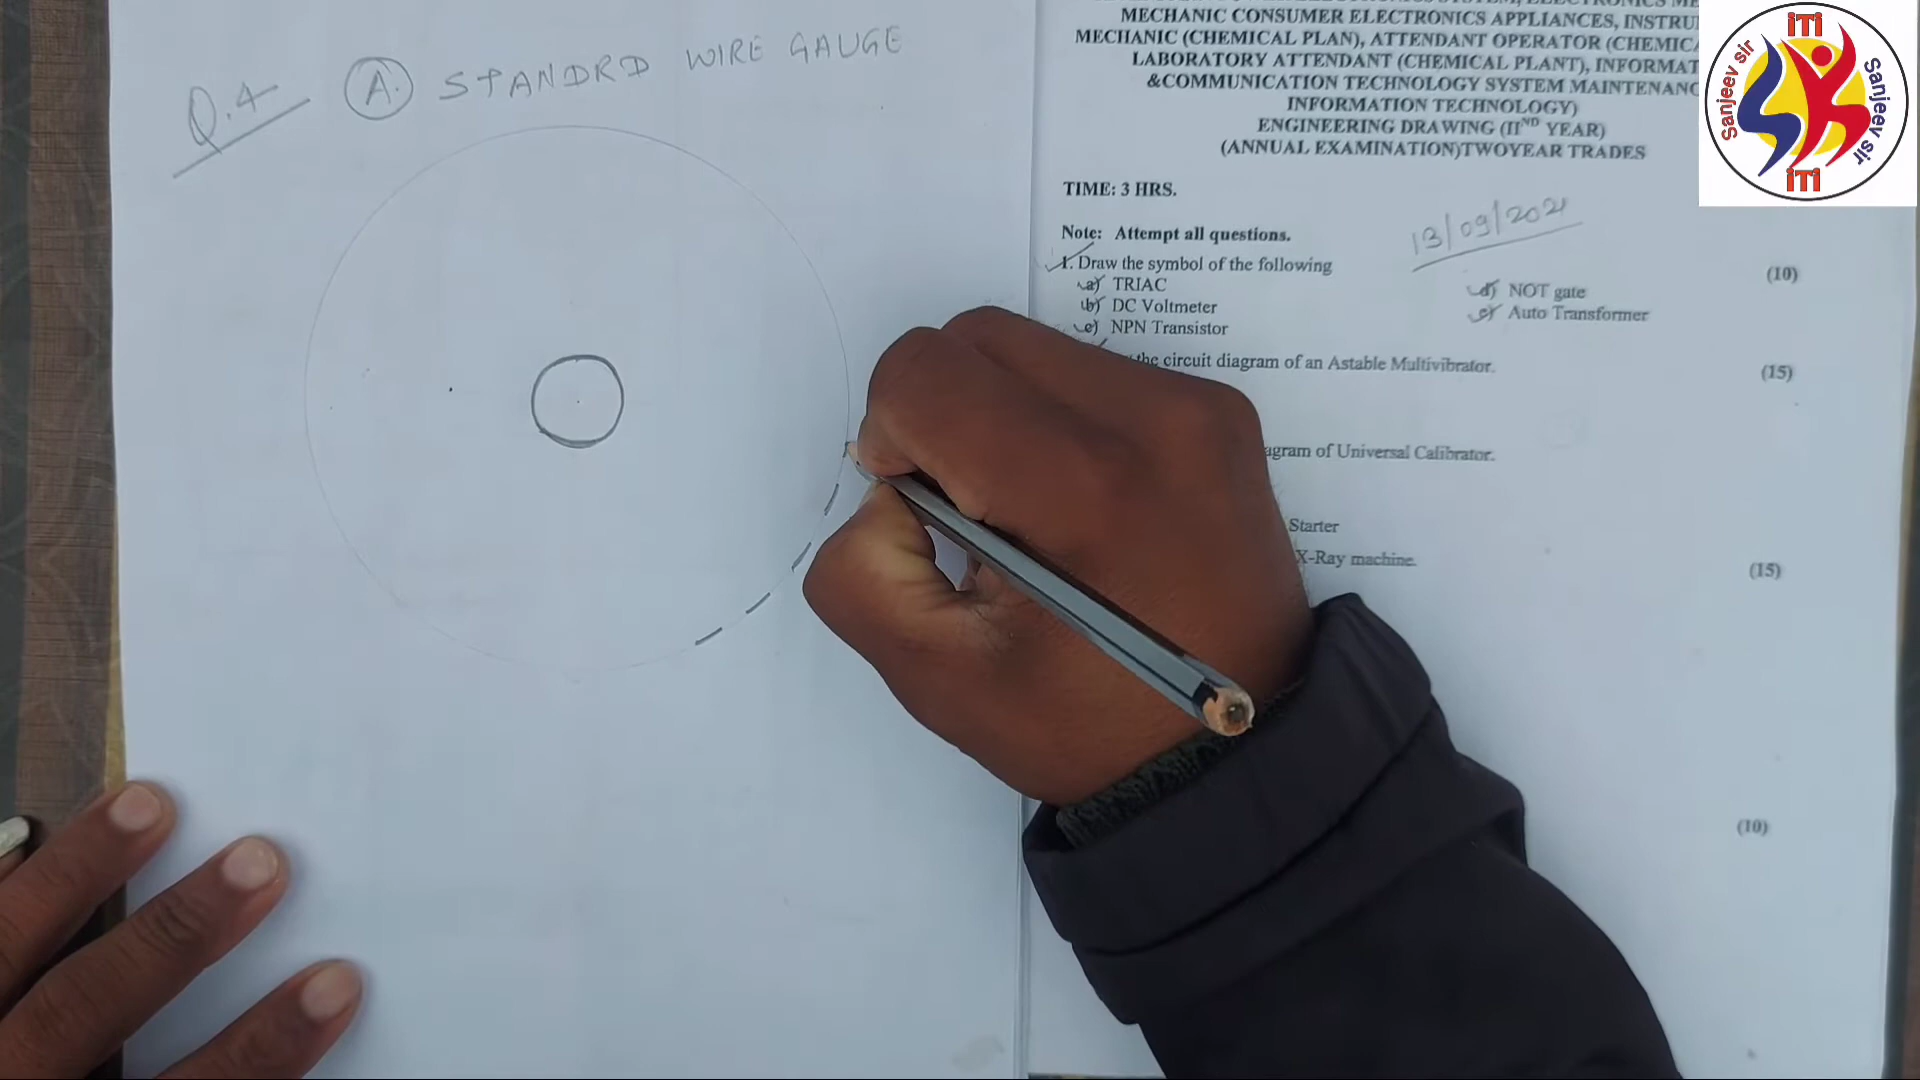 Q.4 A. STANDRD WIRE GAUGE
MECHANIC CONSUMER ELECTRONICS APPLIANCES, INSTRU
MECHANIC (CHEMICAL PLAN), ATTENDANT OPERATOR (CHEMICA
LABORATORY ATTENDANT (CHEMICAL PLANT), INFORMAT
&COMMUNICATION TECHNOLOGY SYSTEM MAINTENANC
INFORMATION TECHNOLOGY)
ENGINEERING DRAWING (IIND YEAR)
(ANNUAL EXAMINATION)TWOYEAR TRADES
TIME: 3 HRS.
13/09/2021
Note: Attempt all questions.
1. Draw the symbol of the following (10)
a) TRIAC d) NOT gate
b) DC Voltmeter e) Auto Transformer
c) NPN Transistor
the circuit diagram of an Astable Multivibrator. (15)
agram of Universal Calibrator.
Starter
X-Ray machine. (15)
(10)
iTi
Sanjeev sir
Sanjeev sir
iTi